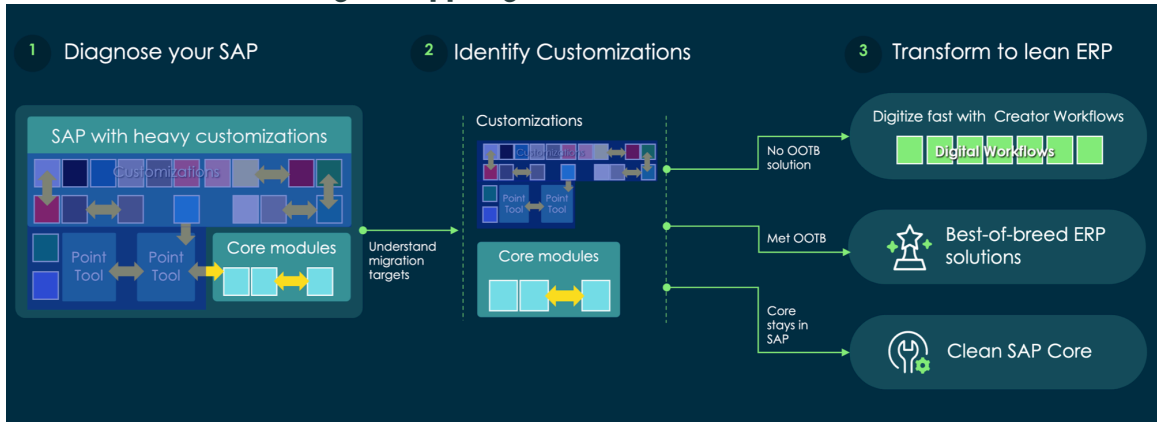 1 Diagnose your SAP
SAP with heavy customizations
Customizations
Point
Tool
Point
Tool
Core modules
Understand
migration
targets
2 Identify Customizations
Customizations
Customizations
Point
Tool
Point
Tool
Core modules
No OOTB
solution
Met OOTB
Core
stays in
SAP
3 Transform to lean ERP
Digitize fast with Creator Workflows
Digital Workflows
Best-of-breed ERP
solutions
Clean SAP Core